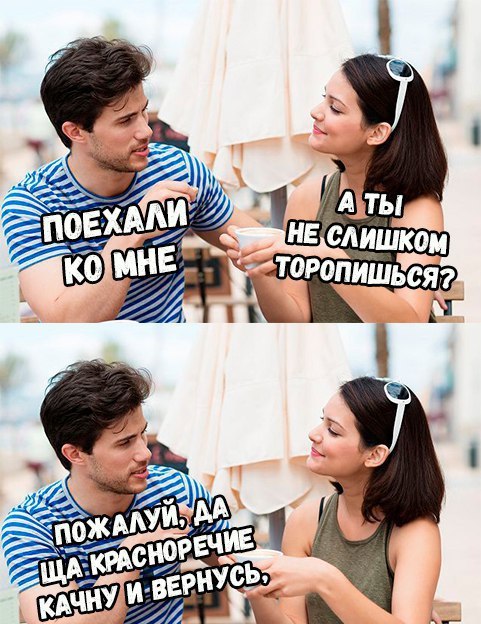 ПОЕХАЛИ
КО МНЕ
А ТЫ
НЕ СЛИШКОМ
ТОРОПИШЬСЯ?
ПОЖАЛУЙ, ДА
ЩА КРАСНОРЕЧИЕ
КАЧНУ И ВЕРНУСЬ,